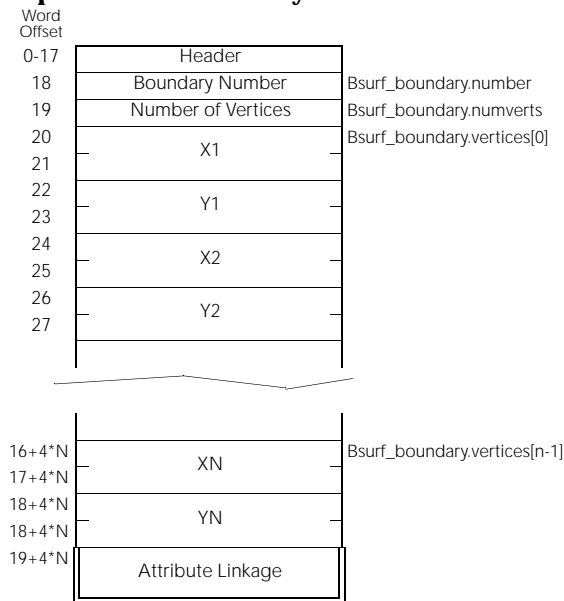 Word
Offset
0-17 Header
18 Boundary Number Bsurf_boundary.number
19 Number of Vertices Bsurf_boundary.numverts
20 Bsurf_boundary.vertices[0]
X1
21
22
Y1
23
24
X2
25
26
Y2
27
16+4*N Bsurf_boundary.vertices[n-1]
XN
17+4*N
18+4*N
YN
18+4*N
19+4*N
Attribute Linkage